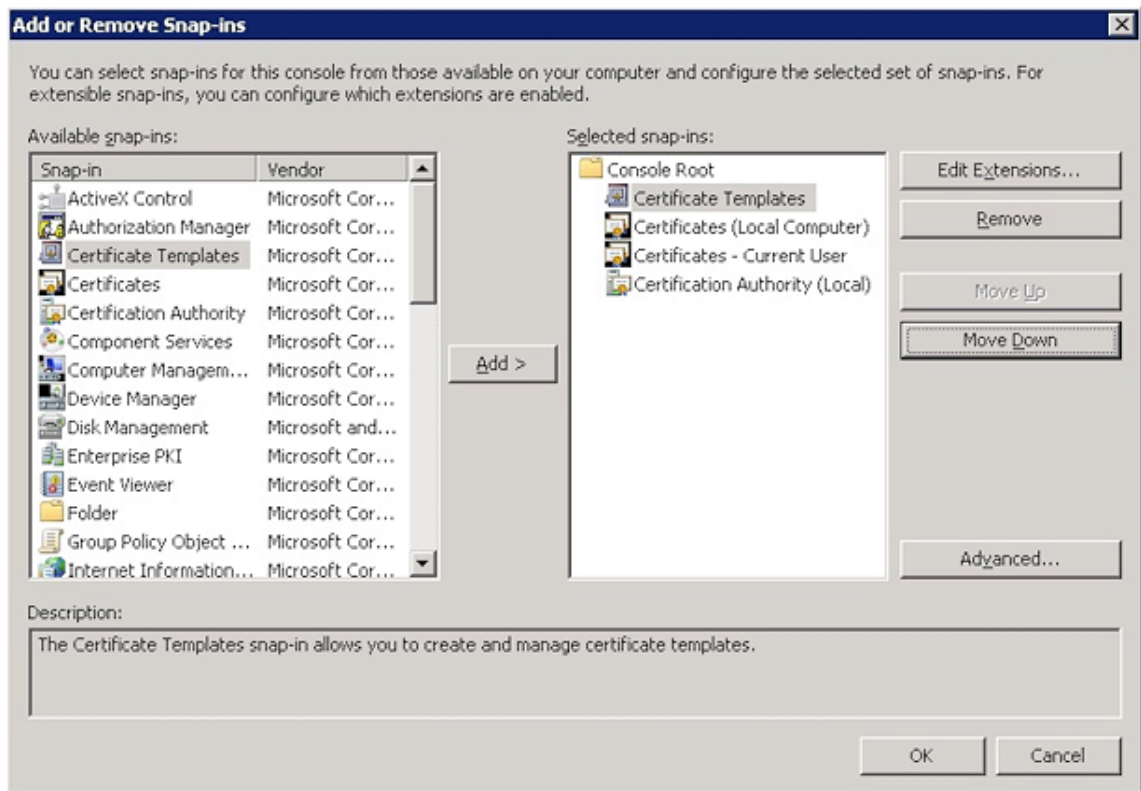 Add or Remove Snap-ins
You can select snap-ins for this console from those available on your computer and configure the selected set of snap-ins. For
extensible snap-ins, you can configure which extensions are enabled.
Available snap-ins:
Snap-in Vendor
ActiveX Control Microsoft Cor...
Authorization Manager Microsoft Cor...
Certificate Templates Microsoft Cor...
Certificates Microsoft Cor...
Certification Authority Microsoft Cor...
Component Services Microsoft Cor...
Computer Managem... Microsoft Cor...
Device Manager Microsoft Cor...
Disk Management Microsoft and...
Enterprise PKI Microsoft Cor...
Event Viewer Microsoft Cor...
Folder Microsoft Cor...
Group Policy Object ... Microsoft Cor...
Internet Information... Microsoft Cor...
Add >
Selected snap-ins:
Console Root
Certificate Templates
Certificates (Local Computer)
Certificates - Current User
Certification Authority (Local)
Edit Extensions...
Remove
Move Up
Move Down
Advanced...
Description:
The Certificate Templates snap-in allows you to create and manage certificate templates.
OK
Cancel